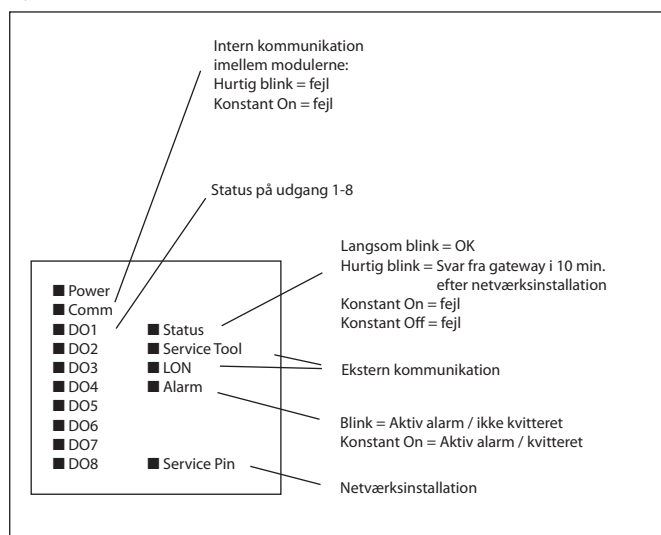 Intern kommunikation
imellem modulerne:
Hurtig blink = fejl
Konstant On = fejl
Status på udgang 1-8
Langsom blink = OK
Hurtig blink = Svar fra gateway i 10 min.
efter netværksinstallation
Konstant On = fejl
Konstant Off = fejl
■ Power
■ Comm
■ DO1 ■ Status
■ DO2 ■ Service Tool
■ DO3 ■ LON
■ DO4 ■ Alarm
■ DO5
■ DO6
■ DO7
■ DO8 ■ Service Pin
Ekstern kommunikation
Blink = Aktiv alarm / ikke kvitteret
Konstant On = Aktiv alarm / kvitteret
Netværksinstallation